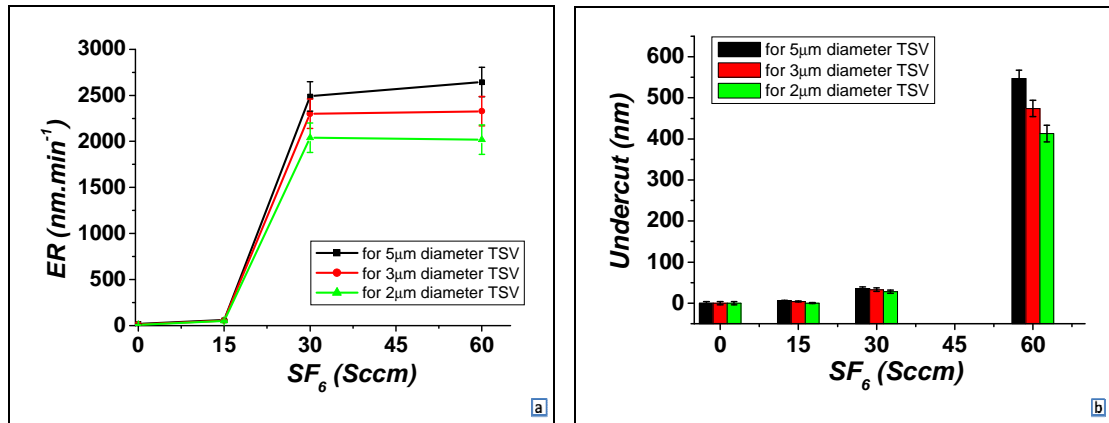 3000
2500
2000
1500
1000
500
0
ER (nm.min⁻¹)
for 5μm diameter TSV
for 3μm diameter TSV
for 2μm diameter TSV
0 15 30 45 60
SF₆ (Sccm)
a
600
500
400
300
200
100
0
Undercut (nm)
for 5μm diameter TSV
for 3μm diameter TSV
for 2μm diameter TSV
0 15 30 45 60
SF₆ (Sccm)
b